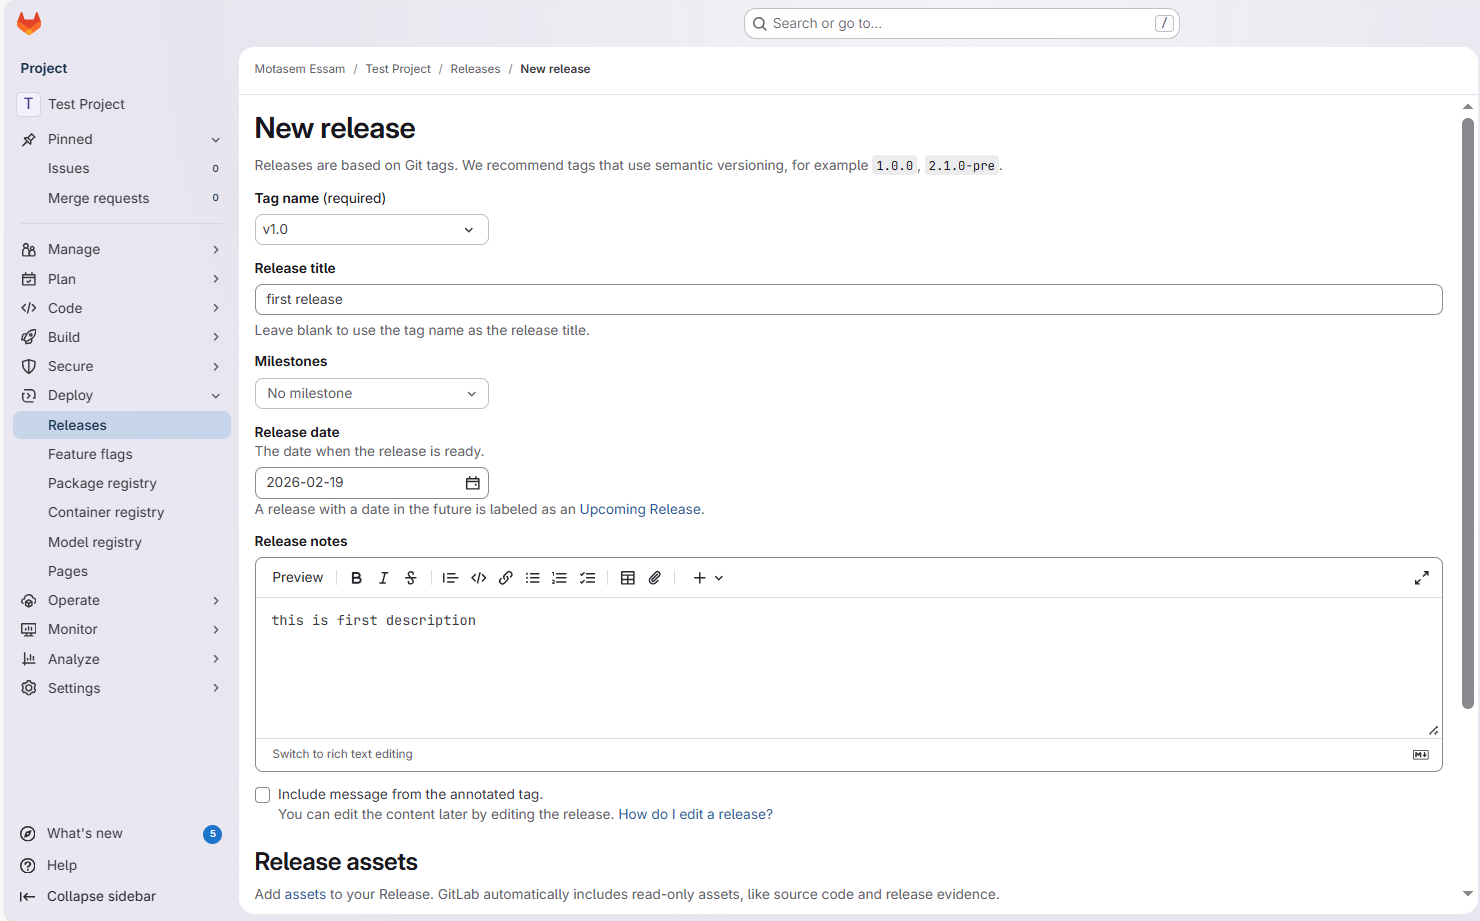 Search or go to...
/
Project
T Test Project
Pinned
Issues 0
Merge requests 0
Manage
Plan
Code
Build
Secure
Deploy
Releases
Feature flags
Package registry
Container registry
Model registry
Pages
Operate
Monitor
Analyze
Settings
What's new 5
Help
Collapse sidebar
Motasem Essam / Test Project / Releases / New release
New release
Releases are based on Git tags. We recommend tags that use semantic versioning, for example 1.0.0, 2.1.0-pre.
Tag name (required)
v1.0
Release title
first release
Leave blank to use the tag name as the release title.
Milestones
No milestone
Release date
The date when the release is ready.
2026-02-19
A release with a date in the future is labeled as an Upcoming Release.
Release notes
Preview B I S
this is first description
Switch to rich text editing
Include message from the annotated tag.
You can edit the content later by editing the release. How do I edit a release?
Release assets
Add assets to your Release. GitLab automatically includes read-only assets, like source code and release evidence.